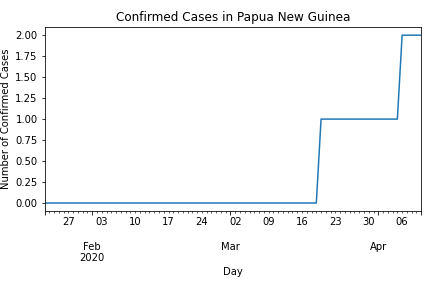 Confirmed Cases in Papua New Guinea
Number of Confirmed Cases
2.00
1.75
1.50
1.25
1.00
0.75
0.50
0.25
0.00
27 03 10 17 24 02 09 16 23 30 06
Feb Mar Apr
2020
Day